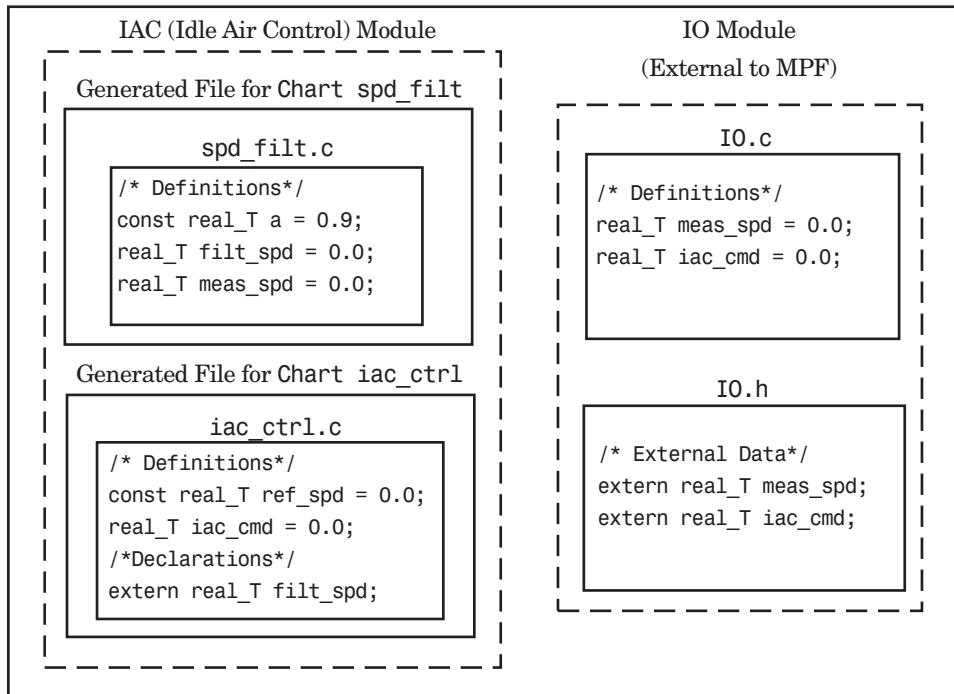 IAC (Idle Air Control) Module
Generated File for Chart spd_filt
spd_filt.c
/* Definitions*/
const real_T a = 0.9;
real_T filt_spd = 0.0;
real_T meas_spd = 0.0;
Generated File for Chart iac_ctrl
iac_ctrl.c
/* Definitions*/
const real_T ref_spd = 0.0;
real_T iac_cmd = 0.0;
/*Declarations*/
extern real_T filt_spd;
IO Module
(External to MPF)
IO.c
/* Definitions*/
real_T meas_spd = 0.0;
real_T iac_cmd = 0.0;
IO.h
/* External Data*/
extern real_T meas_spd;
extern real_T iac_cmd;